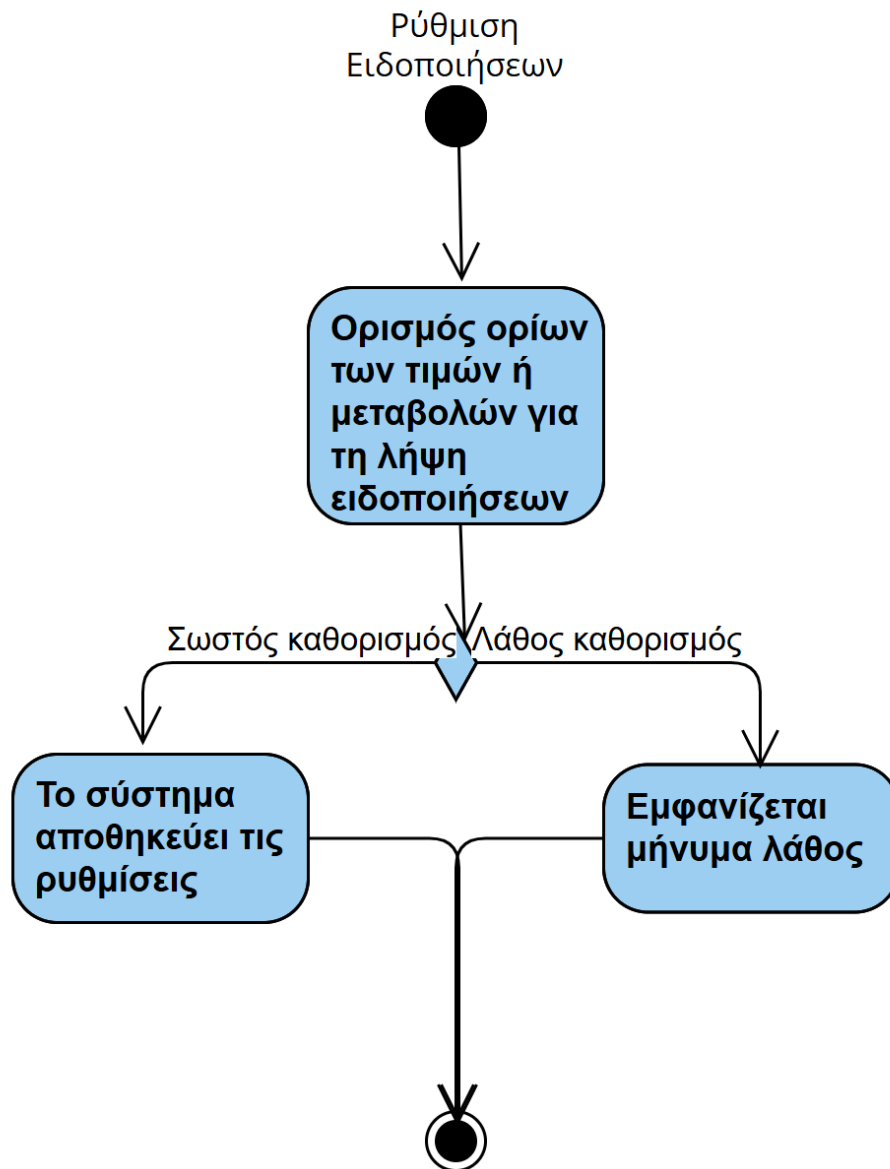 Ρύθμιση
Ειδοποιήσεων
Ορισμός ορίων
των τιμών ή
μεταβολών για
τη λήψη
ειδοποιήσεων
Σωστός καθορισμός
Λάθος καθορισμός
Το σύστημα
αποθηκεύει τις
ρυθμίσεις
Εμφανίζεται
μήνυμα λάθος